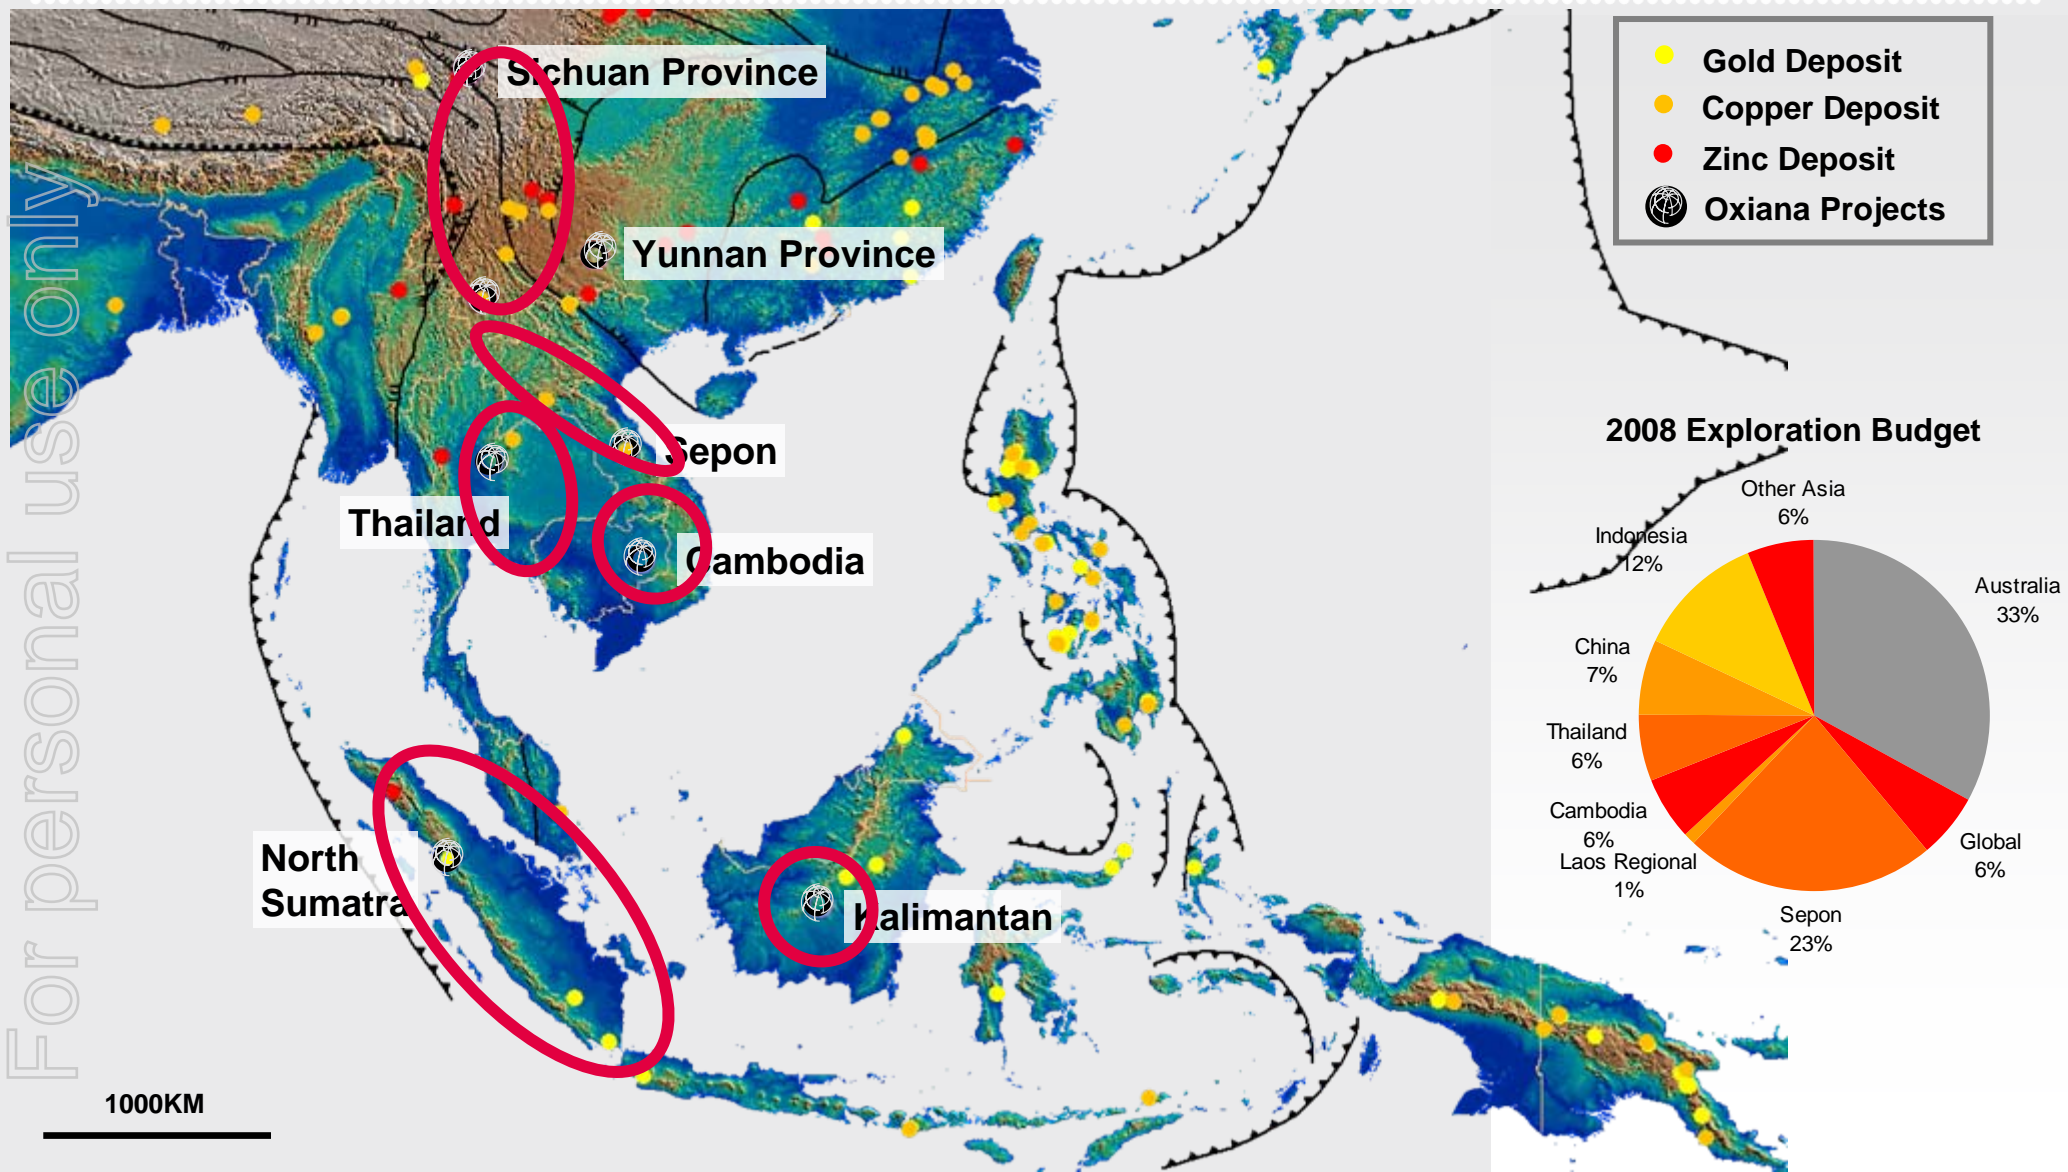 For personal use only
Sichuan Province
Yunnan Province
Sepon
Thailand
Cambodia
North
Sumatra
Kalimantan
1000KM
Gold Deposit
Copper Deposit
Zinc Deposit
Oxiana Projects
2008 Exploration Budget
Other Asia
6%
Indonesia
12%
Australia
33%
China
7%
Thailand
6%
Cambodia
6%
Laos Regional
1%
Global
6%
Sepon
23%